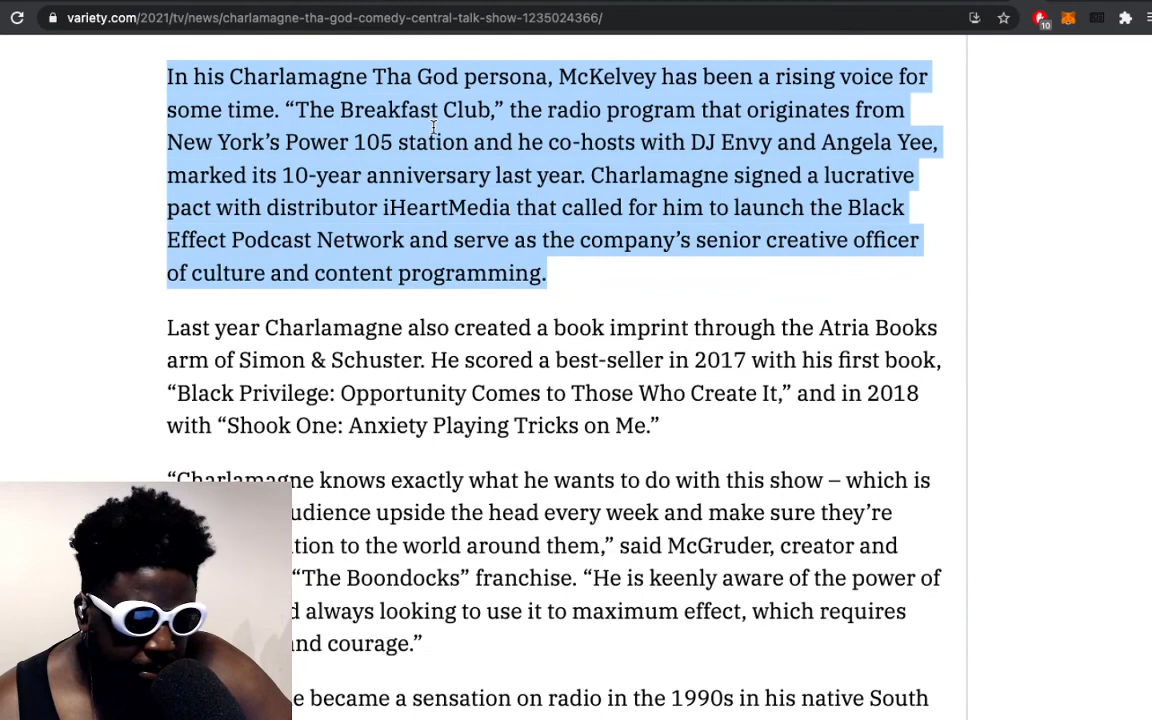 variety.com/2021/tv/news/charlamagne-tha-god-comedy-central-talk-show-1235024366/
10
In his Charlamagne Tha God persona, McKelvey has been a rising voice for
some time. “The Breakfast Club,” the radio program that originates from
New York’s Power 105 station and he co-hosts with DJ Envy and Angela Yee,
marked its 10-year anniversary last year. Charlamagne signed a lucrative
pact with distributor iHeartMedia that called for him to launch the Black
Effect Podcast Network and serve as the company’s senior creative officer
of culture and content programming.
Last year Charlamagne also created a book imprint through the Atria Books
arm of Simon & Schuster. He scored a best-seller in 2017 with his first book,
“Black Privilege: Opportunity Comes to Those Who Create It,” and in 2018
with “Shook One: Anxiety Playing Tricks on Me.”
“Charlamagne knows exactly what he wants to do with this show – which is
udience upside the head every week and make sure they’re
tion to the world around them,” said McGruder, creator and
“The Boondocks” franchise. “He is keenly aware of the power of
d always looking to use it to maximum effect, which requires
nd courage.”
e became a sensation on radio in the 1990s in his native South